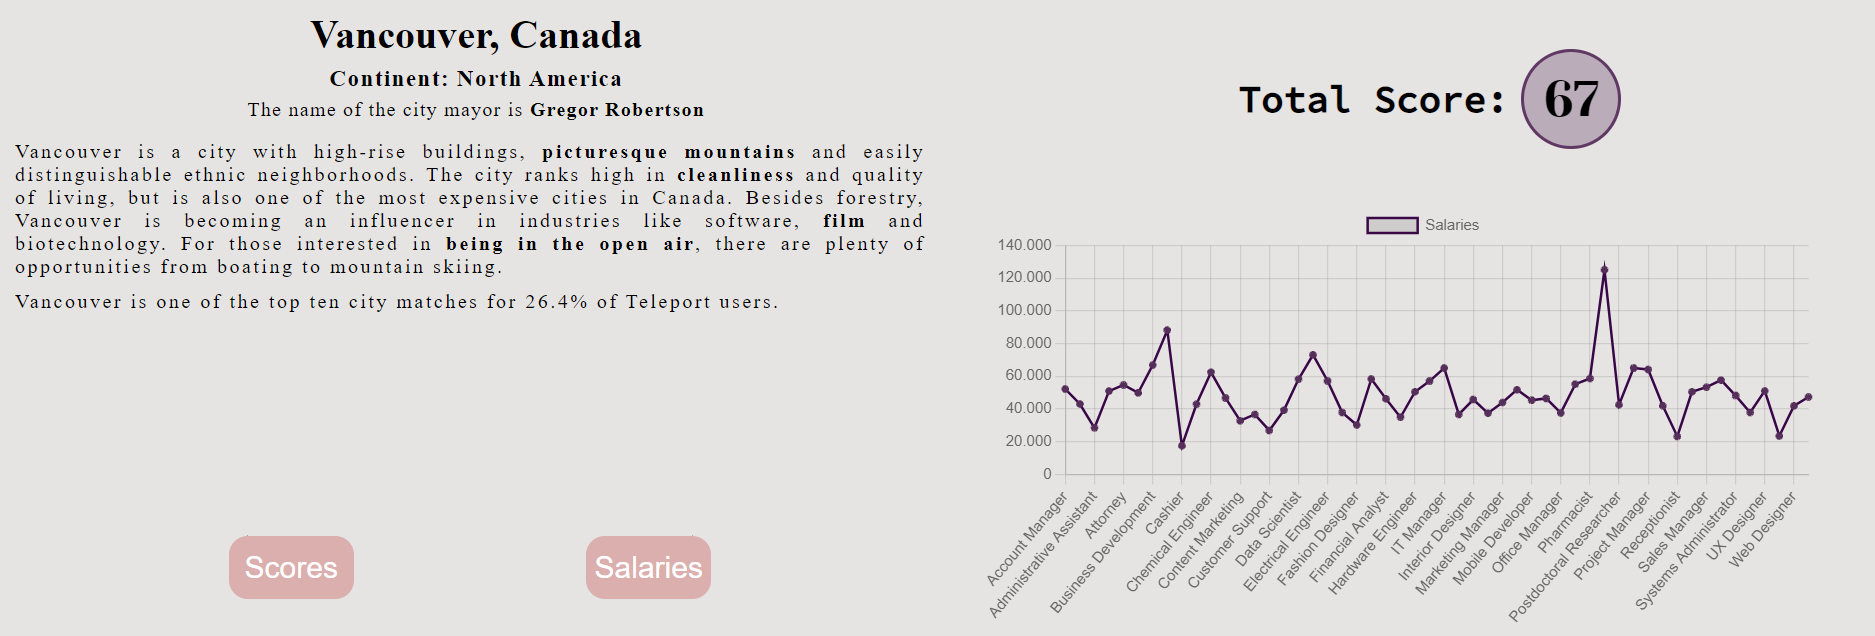 Vancouver, Canada
Continent: North America
The name of the city mayor is Gregor Robertson
Vancouver is a city with high-rise buildings, picturesque mountains and easily
distinguishable ethnic neighborhoods. The city ranks high in cleanliness and quality
of living, but is also one of the most expensive cities in Canada. Besides forestry,
Vancouver is becoming an influencer in industries like software, film and
biotechnology. For those interested in being in the open air, there are plenty of
opportunities from boating to mountain skiing.
Vancouver is one of the top ten city matches for 26.4% of Teleport users.
Scores
Salaries
Total Score: 67
Salaries
140.000
120.000
100.000
80.000
60.000
40.000
20.000
0
Account Manager
Administrative Assistant
Attorney
Business Development
Cashier
Chemical Engineer
Content Marketing
Customer Support
Data Scientist
Electrical Engineer
Fashion Designer
Financial Analyst
Hardware Engineer
IT Manager
Interior Designer
Marketing Manager
Mobile Developer
Office Manager
Pharmacist
Postdoctoral Researcher
Project Manager
Receptionist
Sales Manager
Systems Administrator
UX Designer
Web Designer